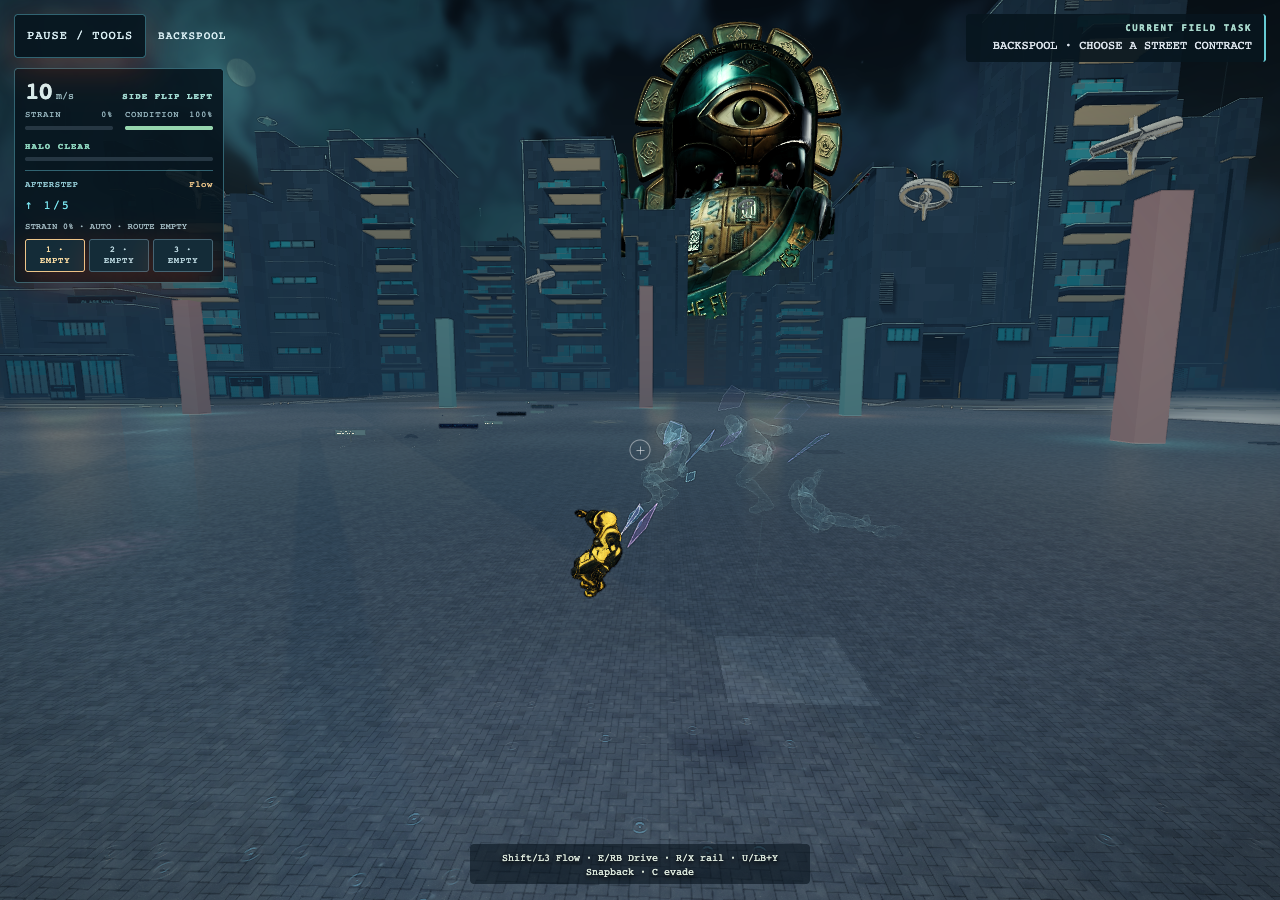 PAUSE / TOOLS
BACKSPOOL
CURRENT FIELD TASK
BACKSPOOL · CHOOSE A STREET CONTRACT
10 m/s
SIDE FLIP LEFT
STRAIN 0%
CONDITION 100%
HALO CLEAR
AFTERSTEP
Flow
↑ 1/5
STRAIN 0% · AUTO · ROUTE EMPTY
1 · EMPTY
2 · EMPTY
3 · EMPTY
WITNESS
Shift/L3 Flow · E/RB Drive · R/X rail · U/LB+Y
Snapback · C evade